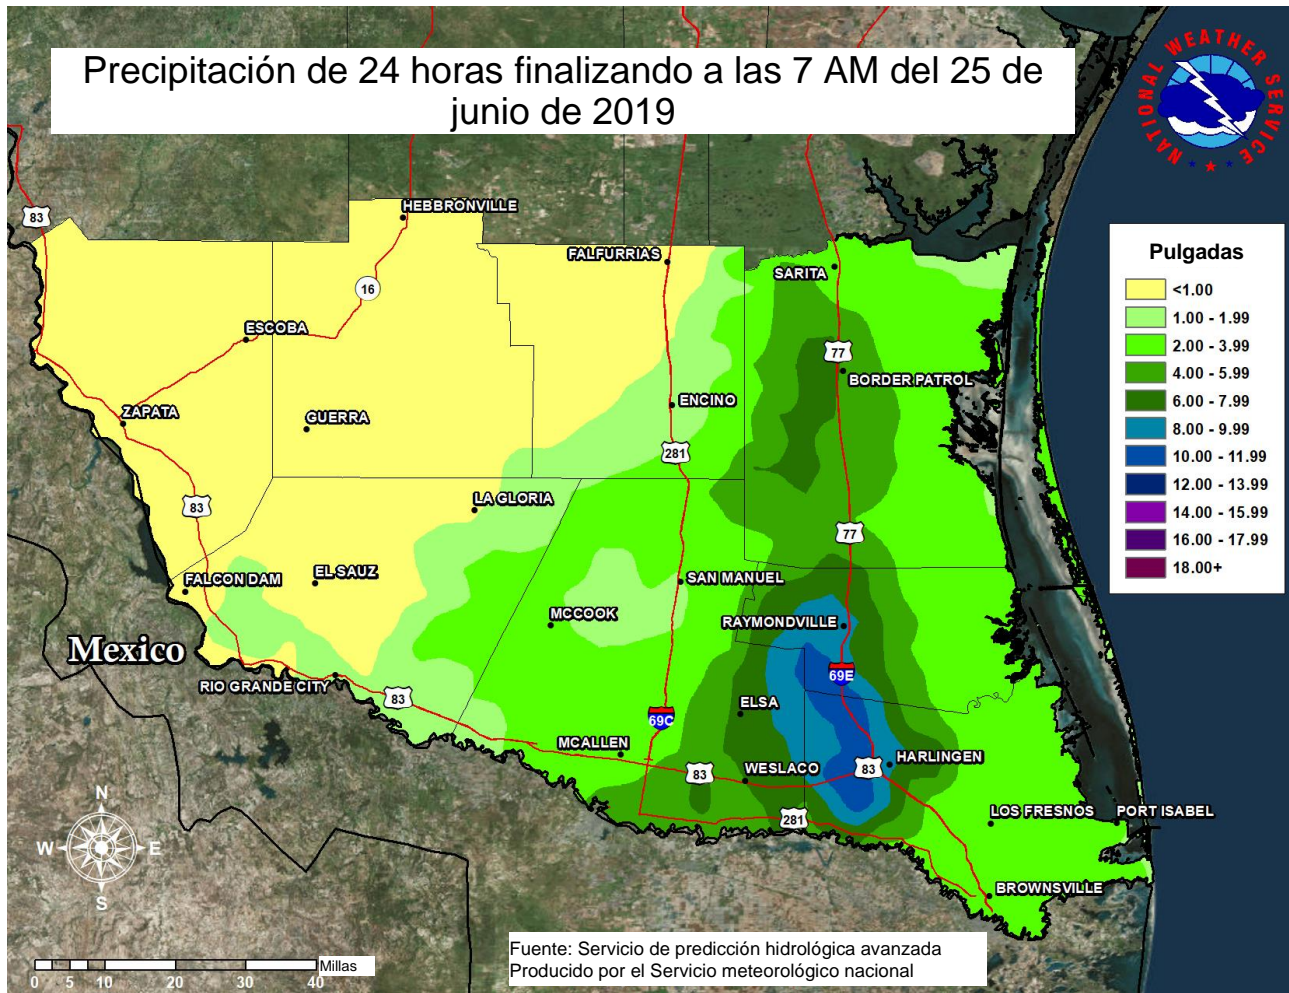 Precipitación de 24 horas finalizando a las 7 AM del 25 de
junio de 2019
NATIONAL WEATHER SERVICE
83
HEBBRONVILLE
FALFURRIAS
SARITA
16
ESCOBA
77
BORDER PATROL
ZAPATA
GUERRA
ENCINO
281
83
LA GLORIA
77
FALCON DAM
EL SAUZ
SAN MANUEL
MCCOOK
RAYMONDVILLE
Mexico
RIO GRANDE CITY
83
69E
ELSA
69C
MCALLEN
83
WESLACO
83
HARLINGEN
281
LOS FRESNOS
PORT ISABEL
BROWNSVILLE
Pulgadas
<1.00
1.00 - 1.99
2.00 - 3.99
4.00 - 5.99
6.00 - 7.99
8.00 - 9.99
10.00 - 11.99
12.00 - 13.99
14.00 - 15.99
16.00 - 17.99
18.00+
N
W
E
S
Millas
0 5 10 20 30 40
Fuente: Servicio de predicción hidrológica avanzada
Producido por el Servicio meteorológico nacional